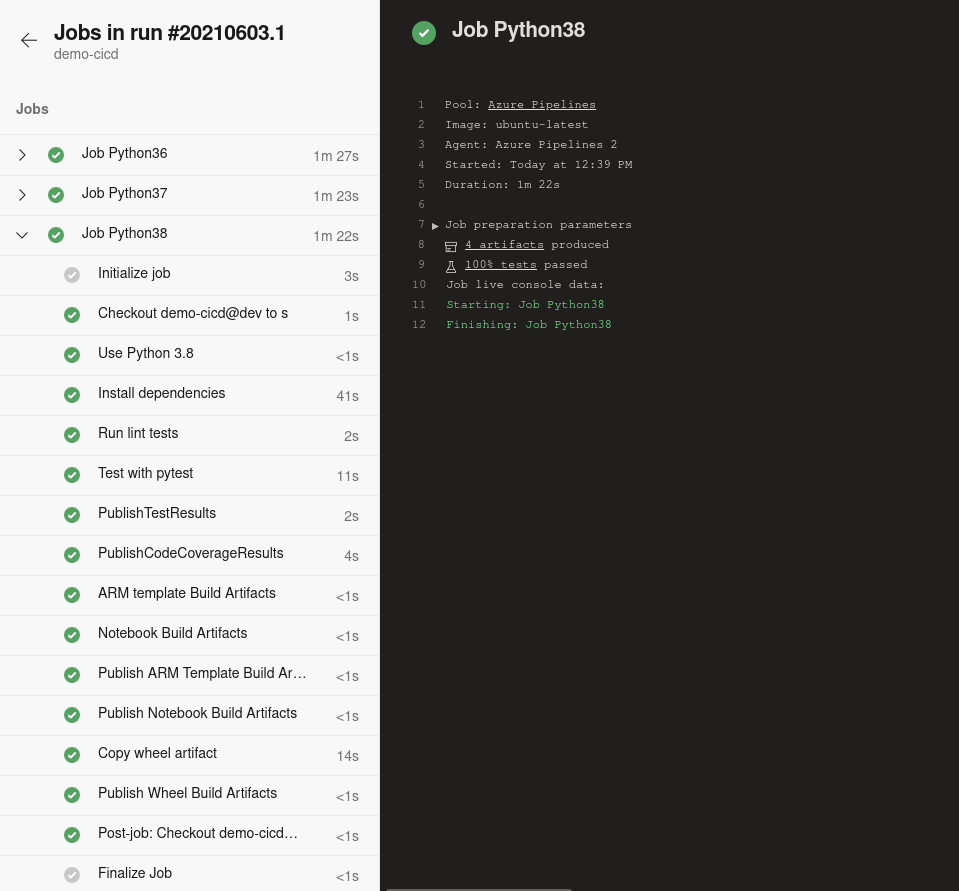 Jobs in run #20210603.1
demo-cicd
Jobs
Job Python36 1m 27s
Job Python37 1m 23s
Job Python38 1m 22s
Initialize job 3s
Checkout demo-cicd@dev to s 1s
Use Python 3.8 <1s
Install dependencies 41s
Run lint tests 2s
Test with pytest 11s
PublishTestResults 2s
PublishCodeCoverageResults 4s
ARM template Build Artifacts <1s
Notebook Build Artifacts <1s
Publish ARM Template Build Ar... <1s
Publish Notebook Build Artifacts <1s
Copy wheel artifact 14s
Publish Wheel Build Artifacts <1s
Post-job: Checkout demo-cicd... <1s
Finalize Job <1s
Job Python38
1 Pool: Azure Pipelines
2 Image: ubuntu-latest
3 Agent: Azure Pipelines 2
4 Started: Today at 12:39 PM
5 Duration: 1m 22s
6
7 ▶ Job preparation parameters
8 4 artifacts produced
9 100% tests passed
10 Job live console data:
11 Starting: Job Python38
12 Finishing: Job Python38